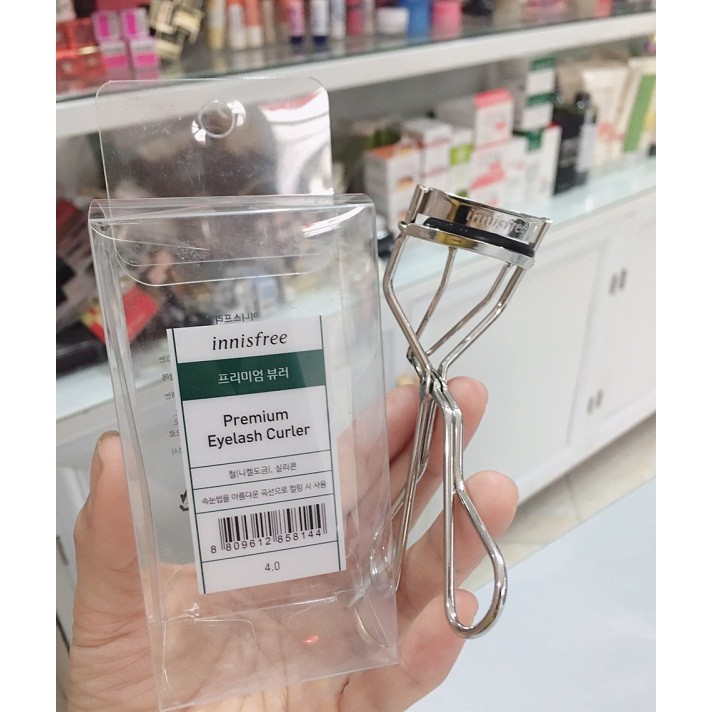 innisfree
프리미엄 뷰러
Premium
Eyelash Curler
철(니켈도금), 실리콘
속눈썹을 아름다운 곡선으로 컬링 시 사용
8 809612 858144
4.0
innisfree